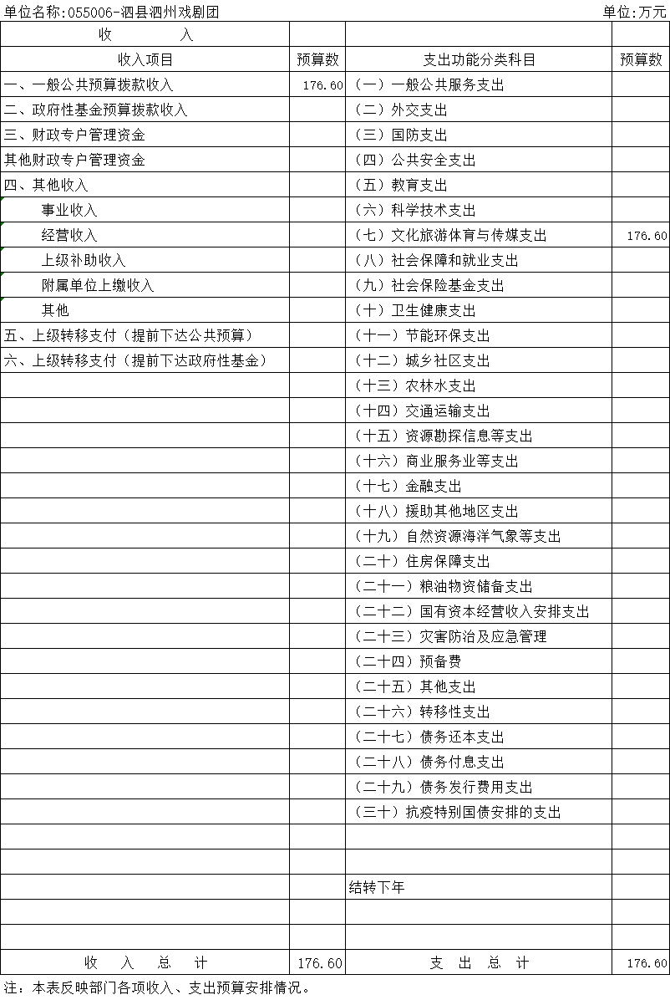 单位名称:055006-泗县泗州戏剧团 单位:万元
收 入
收入项目 预算数 支出功能分类科目 预算数
一、一般公共预算拨款收入 176.60 （一）一般公共服务支出
二、政府性基金预算拨款收入 （二）外交支出
三、财政专户管理资金 （三）国防支出
其他财政专户管理资金 （四）公共安全支出
四、其他收入 （五）教育支出
事业收入 （六）科学技术支出
经营收入 （七）文化旅游体育与传媒支出 176.60
上级补助收入 （八）社会保障和就业支出
附属单位上缴收入 （九）社会保险基金支出
其他 （十）卫生健康支出
五、上级转移支付（提前下达公共预算） （十一）节能环保支出
六、上级转移支付（提前下达政府性基金） （十二）城乡社区支出
（十三）农林水支出
（十四）交通运输支出
（十五）资源勘探信息等支出
（十六）商业服务业等支出
（十七）金融支出
（十八）援助其他地区支出
（十九）自然资源海洋气象等支出
（二十）住房保障支出
（二十一）粮油物资储备支出
（二十二）国有资本经营收入安排支出
（二十三）灾害防治及应急管理
（二十四）预备费
（二十五）其他支出
（二十六）转移性支出
（二十七）债务还本支出
（二十八）债务付息支出
（二十九）债务发行费用支出
（三十）抗疫特别国债安排的支出
结转下年
收 入 总 计 176.60 支 出 总 计 176.60
注：本表反映部门各项收入、支出预算安排情况。